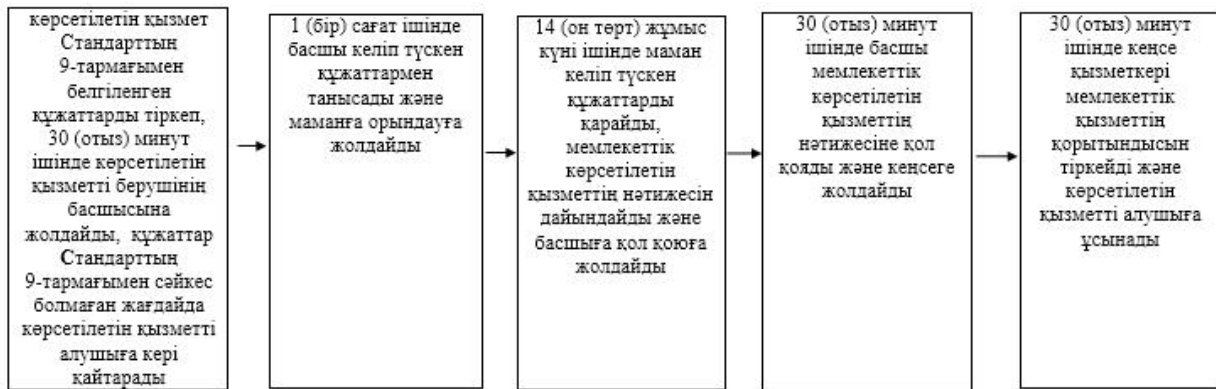 көрсетілетін қызмет
Стандарттың
9-тармағымен
белгіленген
құжаттарды тіркеп,
30 (отыз) минут
ішінде көрсетілетін
қызметті берушінің
басшысына
жолдайды, құжаттар
Стандарттың
9-тармағымен сәйкес
болмаған жағдайда
көрсетілетін қызметті
алушыға кері
қайтарады
1 (бір) сағат ішінде
басшы келіп түскен
құжаттармен
танысады және
маманға орындауға
жолдайды
14 (он төрт) жұмыс
күні ішінде маман
келіп түскен
құжаттарды
қарайды,
мемлекеттік
көрсетілетін
қызметтің нәтижесін
дайындайды және
басшыға қол қоюға
жолдайды
30 (отыз) минут
ішінде басшы
мемлекеттік
көрсетілетін
қызметтің
нәтижесіне қол
қояды және кеңсеге
жолдайды
30 (отыз) минут
ішінде кеңсе
қызметкері
мемлекеттік
қызметтің
қорытындысын
тіркейді және
көрсетілетін
қызметті алушыға
ұсынады